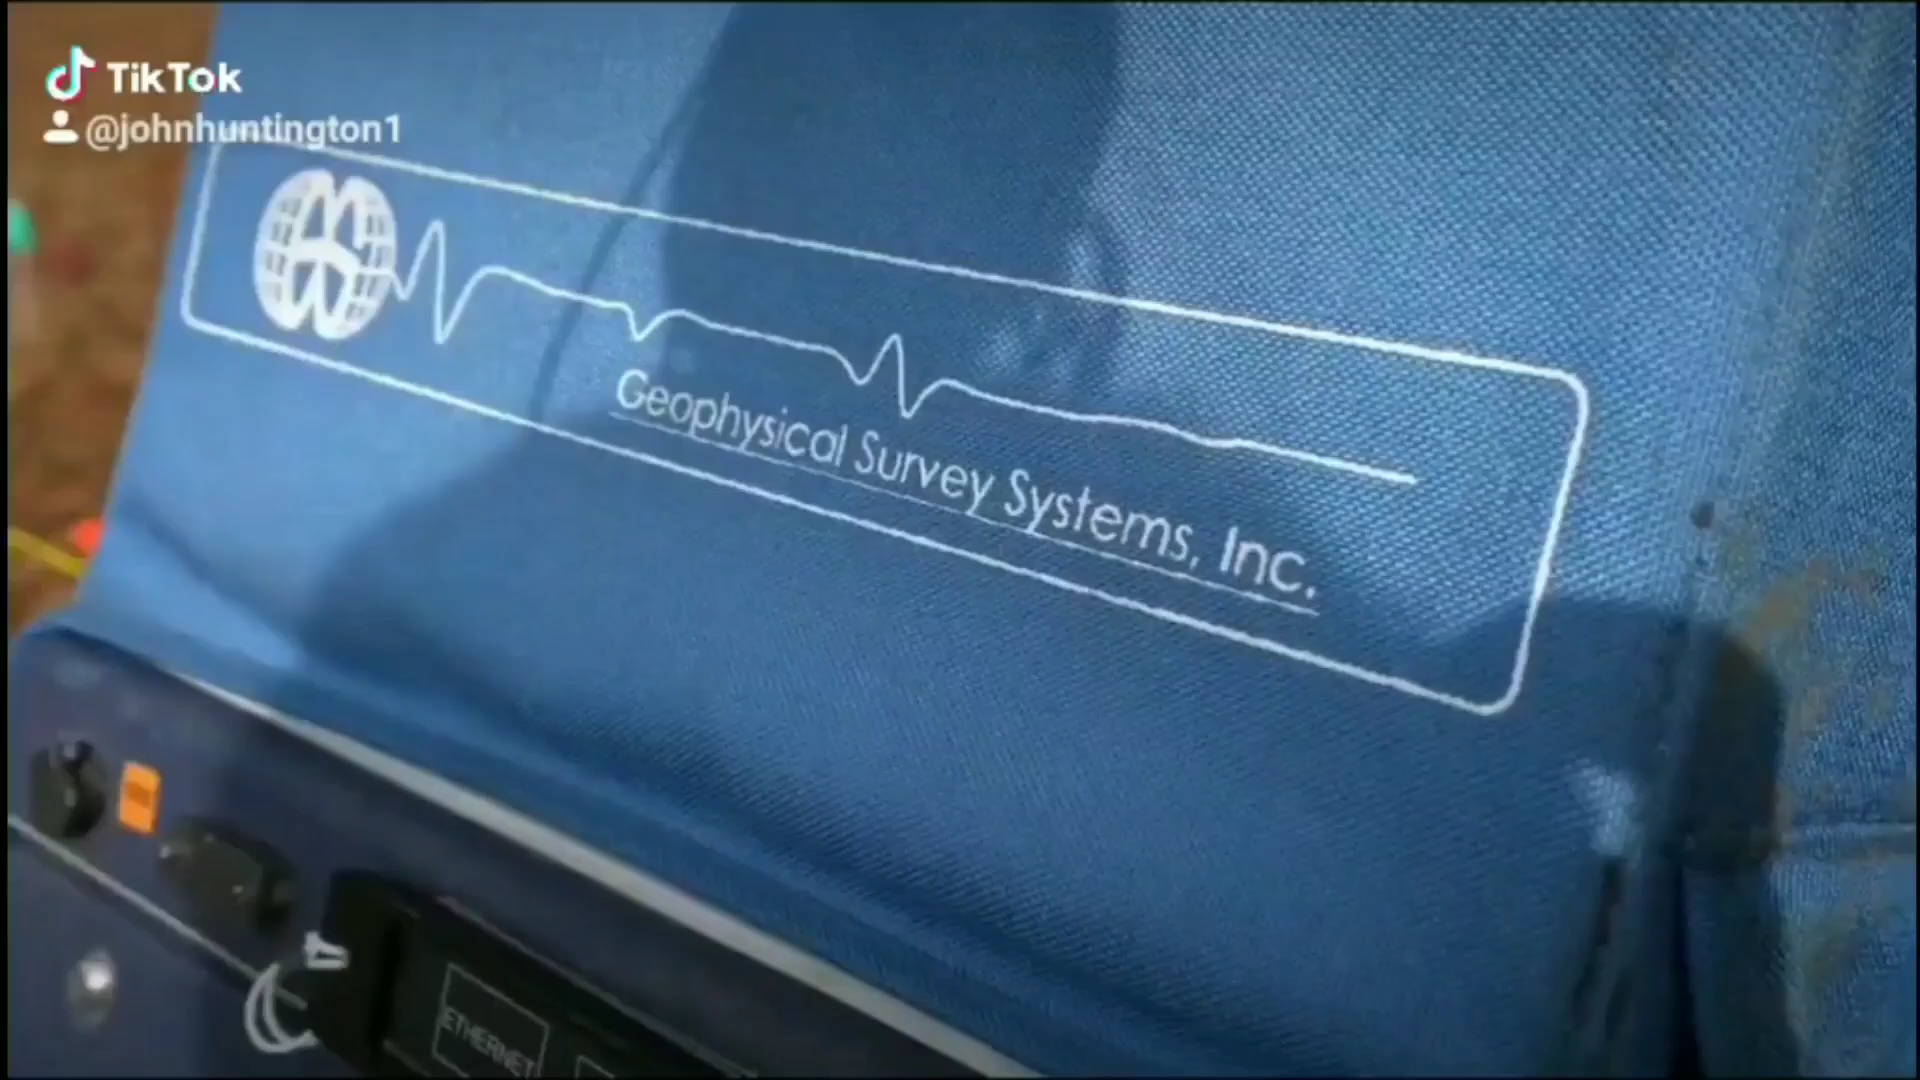 TikTok
@johnhuntington1
Geophysical Survey Systems, Inc.
ETHERNET